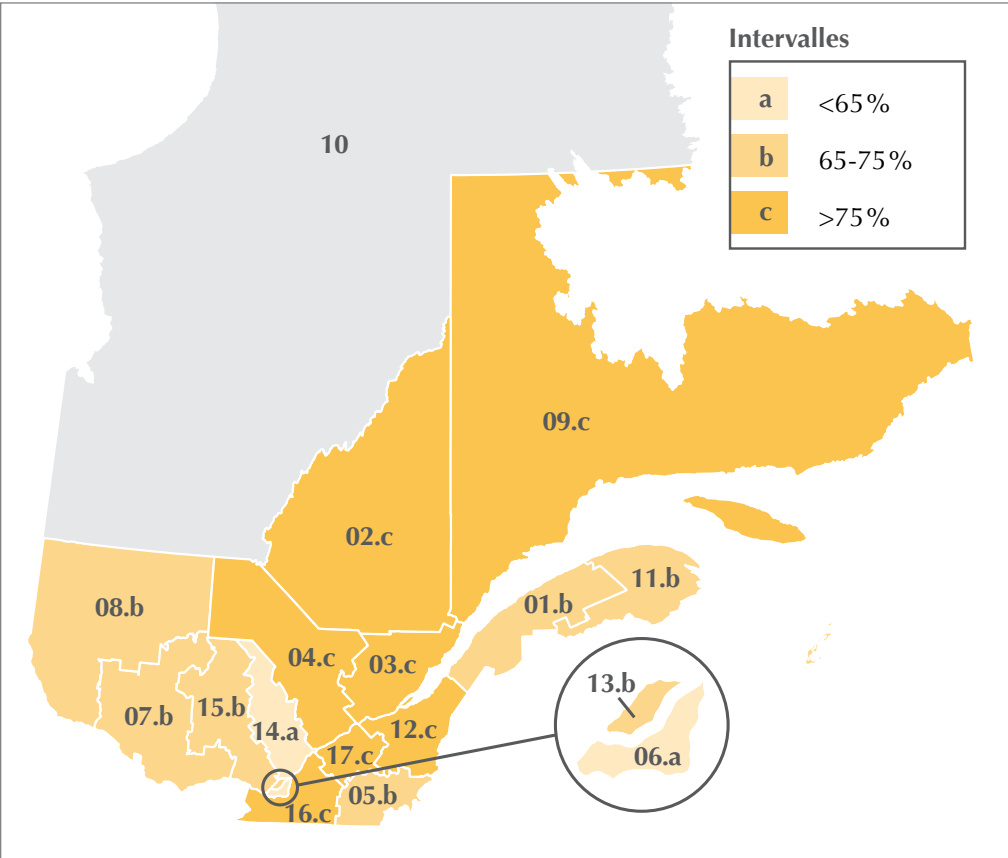 Intervalles
a <65%
b 65-75%
c >75%
10
09.c
02.c
11.b
01.b
08.b
04.c
03.c
13.b
15.b
07.b
14.a
12.c
17.c
06.a
05.b
16.c